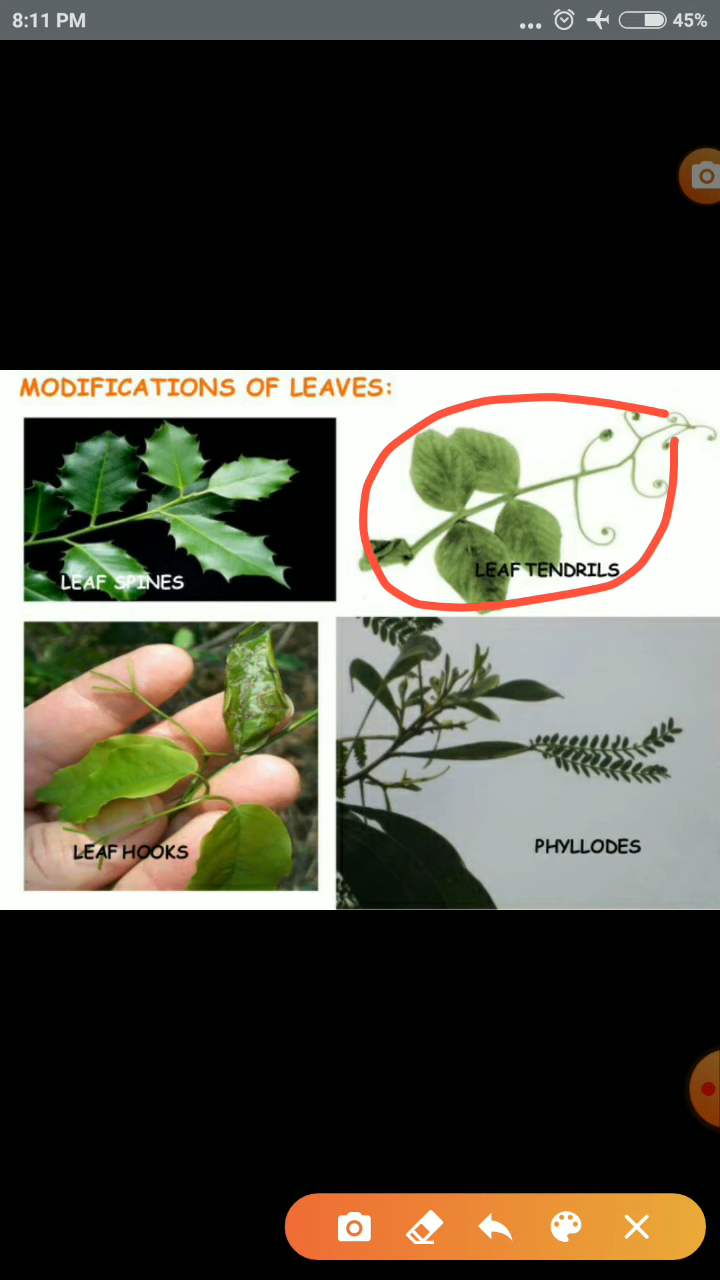 8:11 PM
45%
MODIFICATIONS OF LEAVES:
LEAF SPINES
LEAF TENDRILS
LEAF HOOKS
PHYLLODES